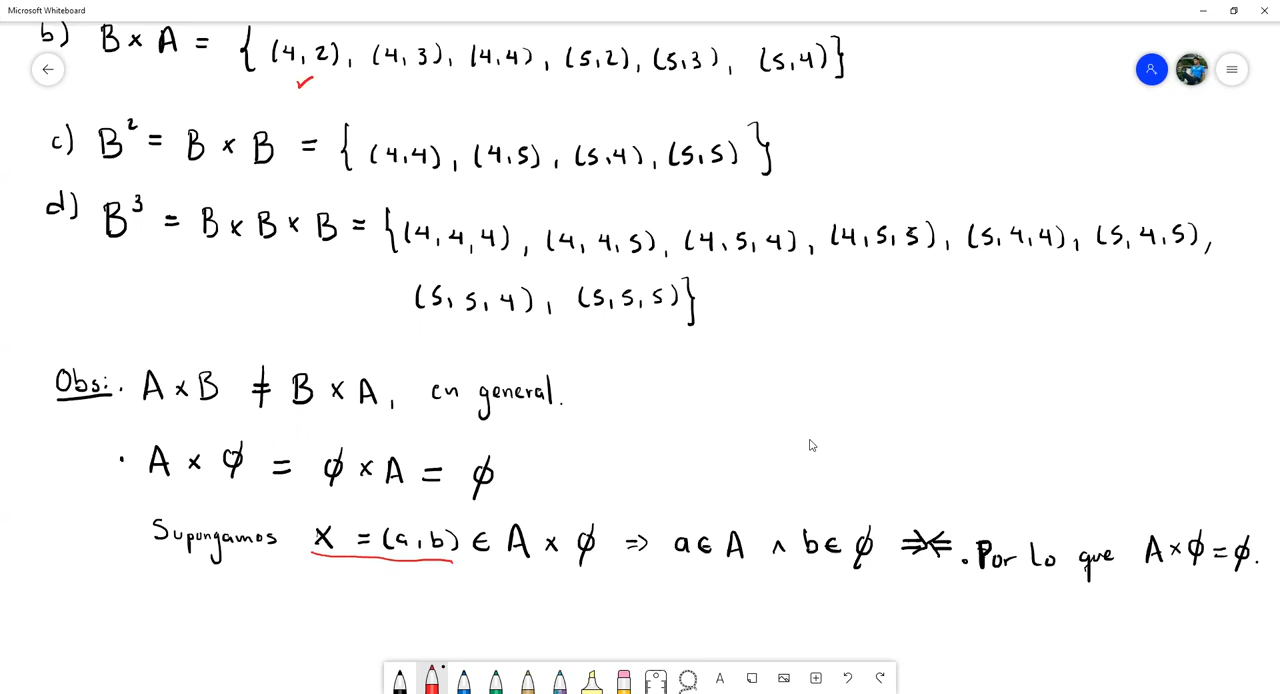 Microsoft Whiteboard
b) B × A = { (4,2), (4,3), (4,4), (5,2), (5,3), (5,4) }
c) B² = B × B = { (4,4), (4,5), (5,4), (5,5) }
d) B³ = B × B × B = { (4,4,4), (4,4,5), (4,5,4), (4,5,5), (5,4,4), (5,4,5),
(5,5,4), (5,5,5) }
Obs: · A × B ≠ B × A, en general.
· A × ϕ = ϕ × A = ϕ
Supongamos x = (a,b) ∈ A × ϕ ⇒ a ∈ A ∧ b ∈ ϕ ⇒⇐. Por lo que A × ϕ = ϕ.
A